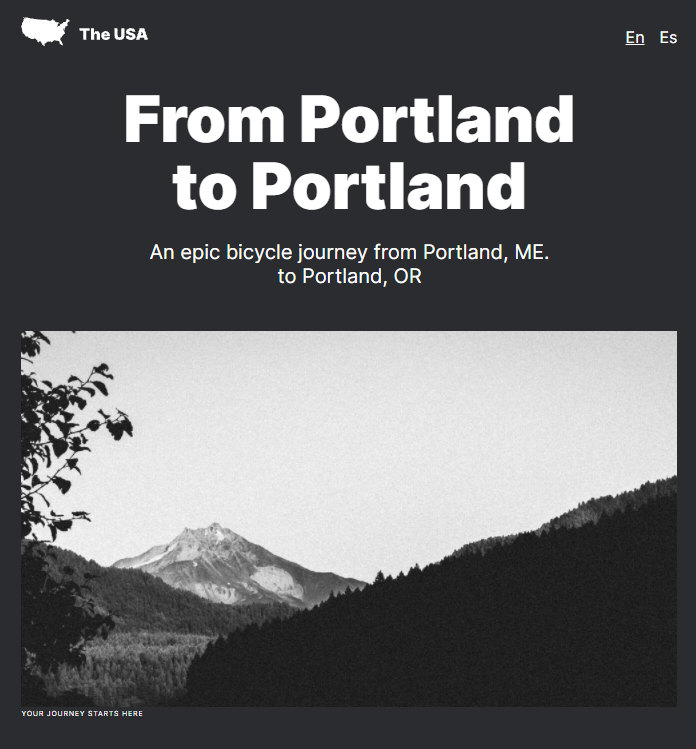 The USA
En Es
From Portland
to Portland
An epic bicycle journey from Portland, ME.
to Portland, OR
YOUR JOURNEY STARTS HERE